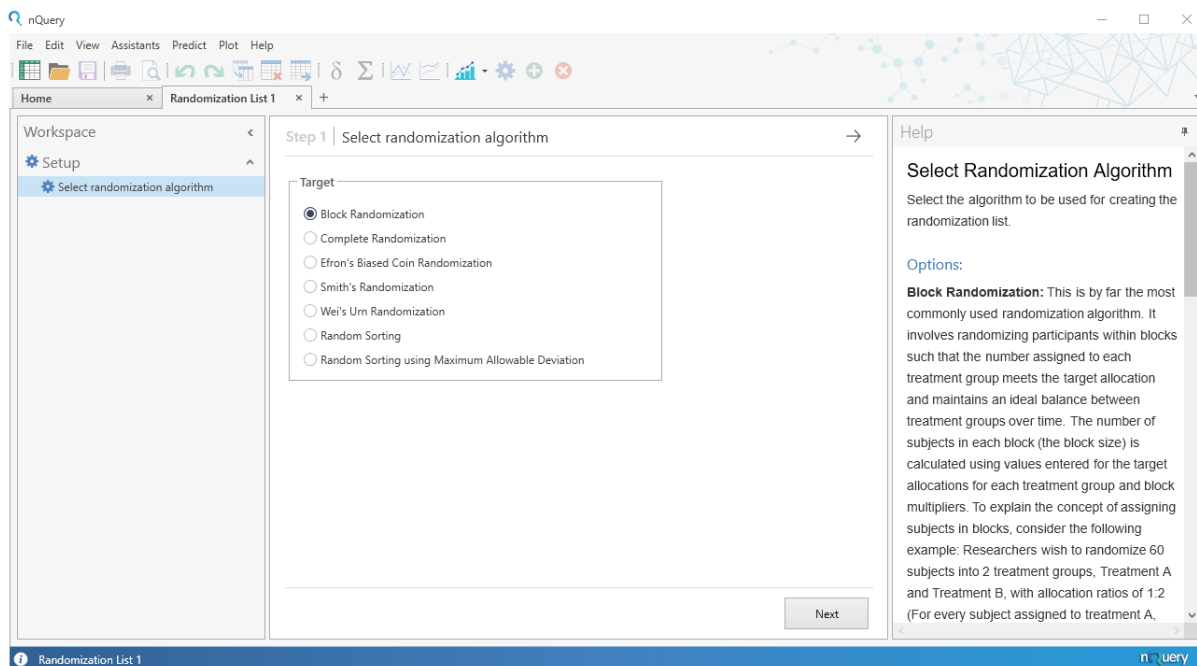 nQuery
File Edit View Assistants Predict Plot Help
Home
Randomization List 1
Workspace
Setup
Select randomization algorithm
Step 1 Select randomization algorithm
Target
Block Randomization
Complete Randomization
Efron's Biased Coin Randomization
Smith's Randomization
Wei's Urn Randomization
Random Sorting
Random Sorting using Maximum Allowable Deviation
Next
Help
Select Randomization Algorithm
Select the algorithm to be used for creating the
randomization list.
Options:
Block Randomization: This is by far the most
commonly used randomization algorithm. It
involves randomizing participants within blocks
such that the number assigned to each
treatment group meets the target allocation
and maintains an ideal balance between
treatment groups over time. The number of
subjects in each block (the block size) is
calculated using values entered for the target
allocations for each treatment group and block
multipliers. To explain the concept of assigning
subjects in blocks, consider the following
example: Researchers wish to randomize 60
subjects into 2 treatment groups, Treatment A
and Treatment B, with allocation ratios of 1:2
(For every subject assigned to treatment A,
Randomization List 1
nQuery